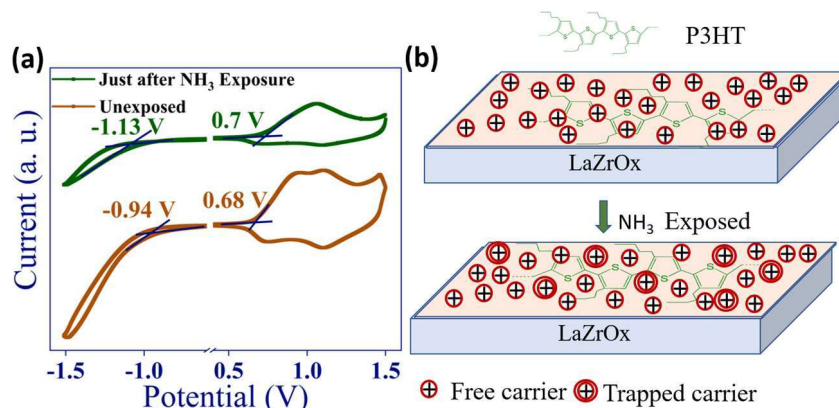 (a)
Just after NH₃ Exposure
Unexposed
-1.13 V
0.7 V
-0.94 V
0.68 V
Current (a. u.)
-1.5
-1.0
0.5
1.0
1.5
Potential (V)
(b)
P3HT
S
S
S
S
S
S
S
S
LaZrOx
NH₃ Exposed
S
S
S
S
LaZrOx
Free carrier
Trapped carrier